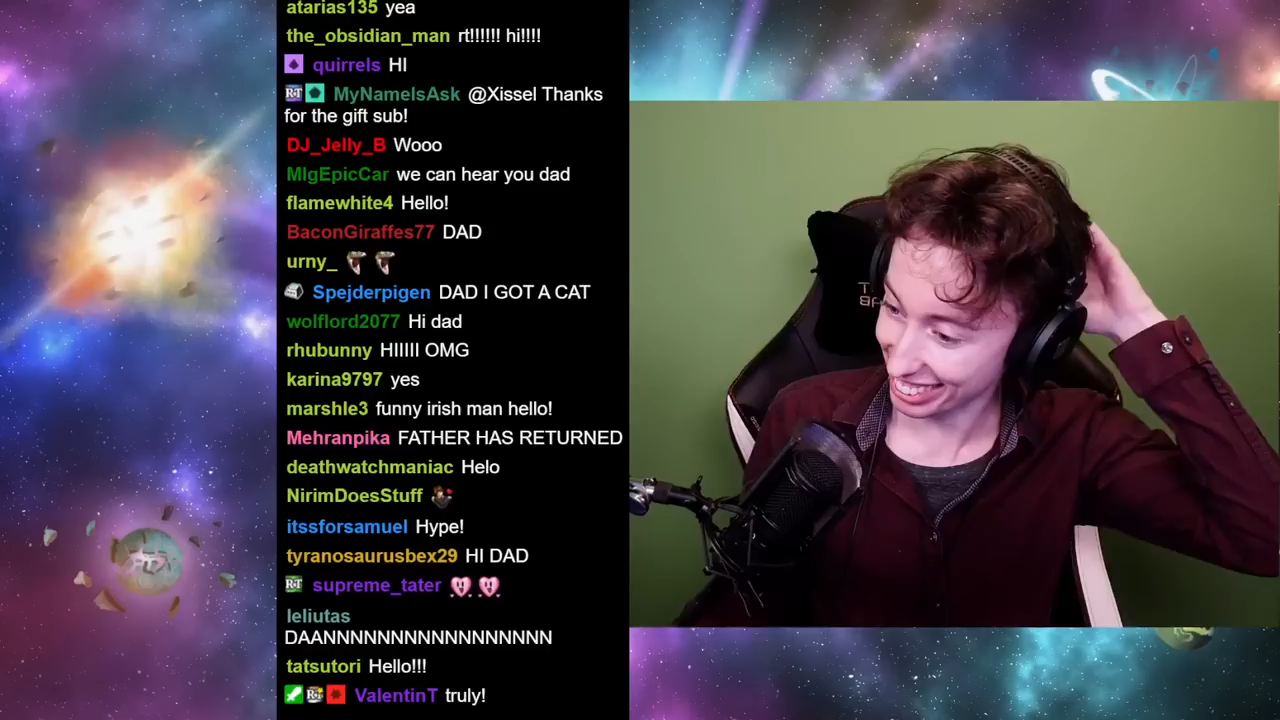 atarias135 yea
the_obsidian_man rt!!!!!! hi!!!!
quirrels HI
MyNameIsAsk @Xissel Thanks
for the gift sub!
DJ_Jelly_B Wooo
MlgEpicCar we can hear you dad
flamewhite4 Hello!
BaconGiraffes77 DAD
urny_
Spejderpigen DAD I GOT A CAT
wolflord2077 Hi dad
rhubunny HIIIII OMG
karina9797 yes
marshle3 funny irish man hello!
Mehranpika FATHER HAS RETURNED
deathwatchmaniac Helo
NirimDoesStuff
itssforsamuel Hype!
tyranosaurusbex29 HI DAD
supreme_tater
leliutas
DAANNNNNNNNNNNNNNNNN
tatsutori Hello!!!
ValentinT truly!